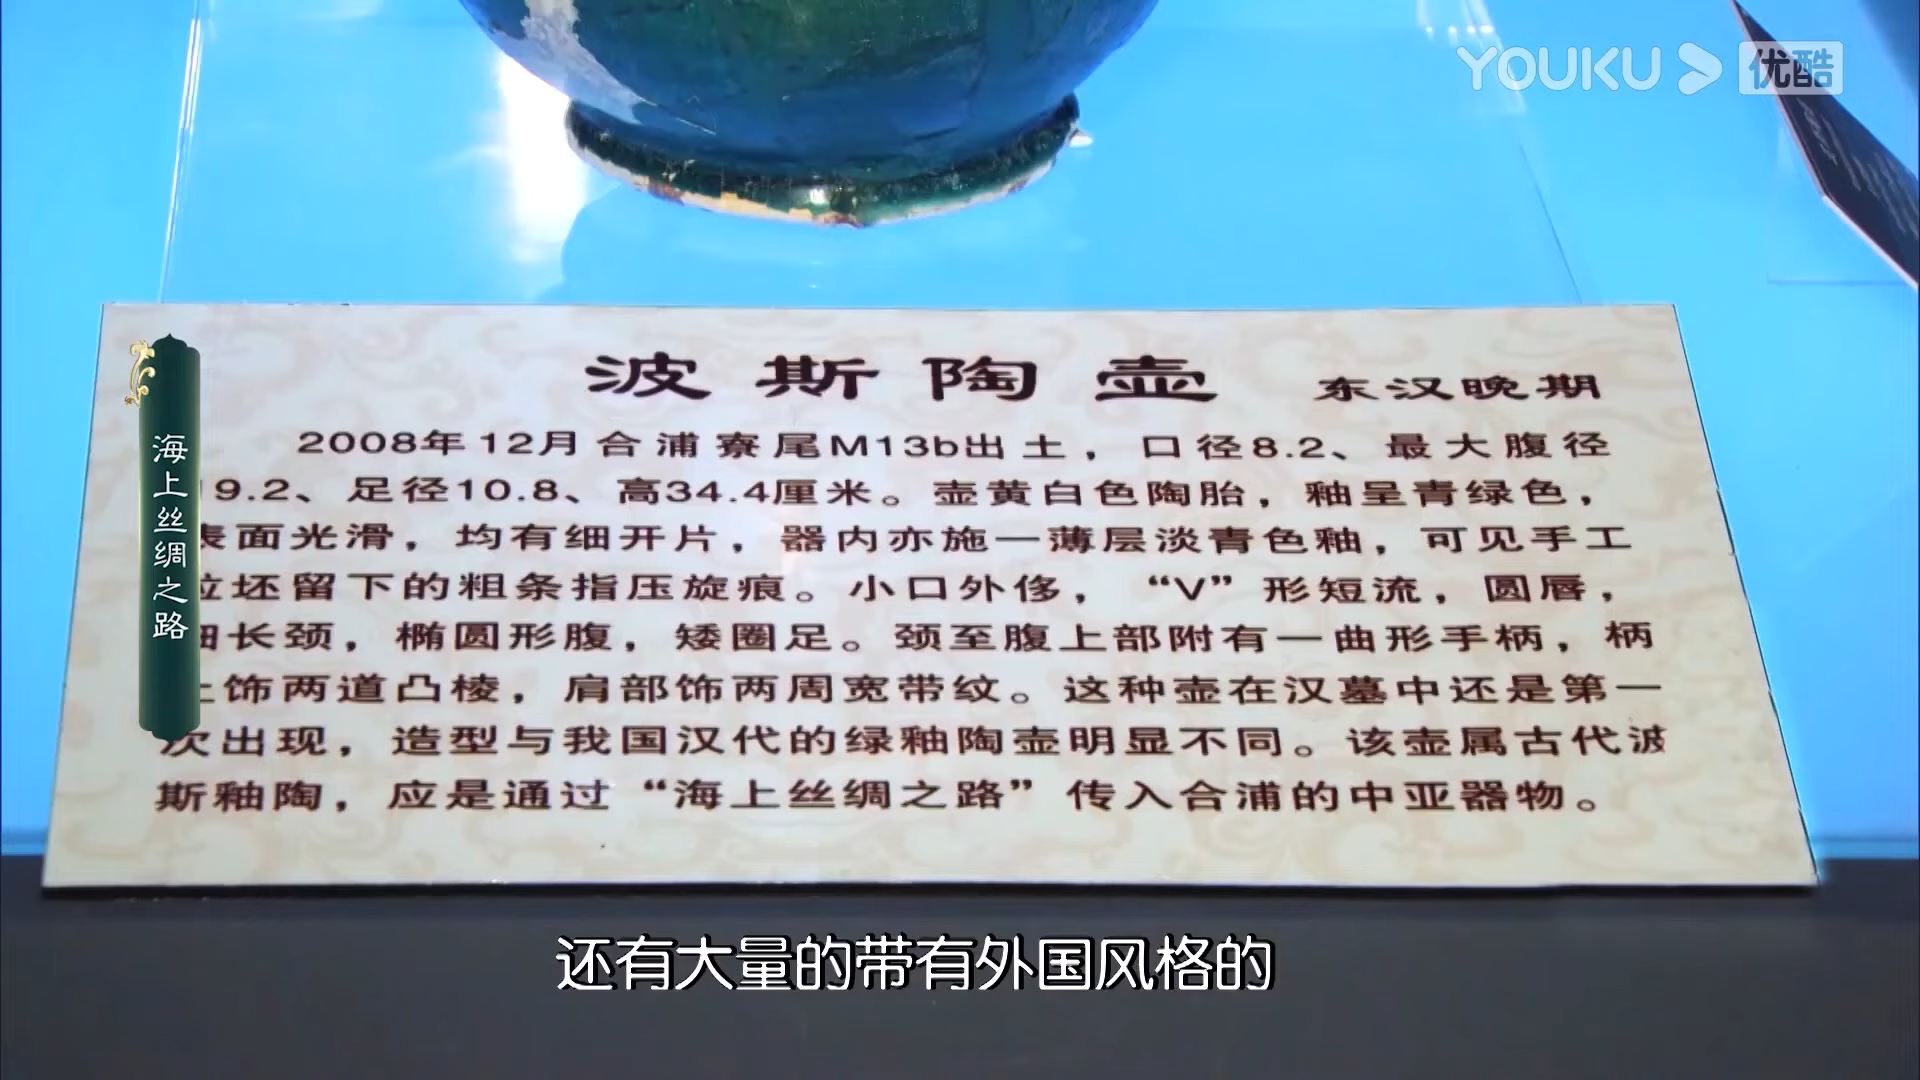 YOUKU 优酷
波斯陶壶 东汉晚期
2008年12月合浦寮尾M13b出土，口径8.2、最大腹径
19.2、足径10.8、高34.4厘米。壶黄白色陶胎，釉呈青绿色，
表面光滑，均有细开片，器内亦施一薄层淡青色釉，可见手工
拉坯留下的粗条指压旋痕。小口外侈，“V”形短流，圆唇，
细长颈，椭圆形腹，矮圈足。颈至腹上部附有一曲形手柄，柄
上饰两道凸棱，肩部饰两周宽带纹。这种壶在汉墓中还是第一
次出现，造型与我国汉代的绿釉陶壶明显不同。该壶属古代波
斯釉陶，应是通过“海上丝绸之路”传入合浦的中亚器物。
海上丝绸之路
还有大量的带有外国风格的